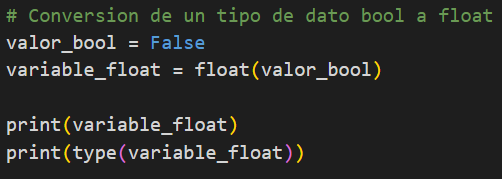 # Conversion de un tipo de dato bool a float
valor_bool = False
variable_float = float(valor_bool)
print(variable_float)
print(type(variable_float))